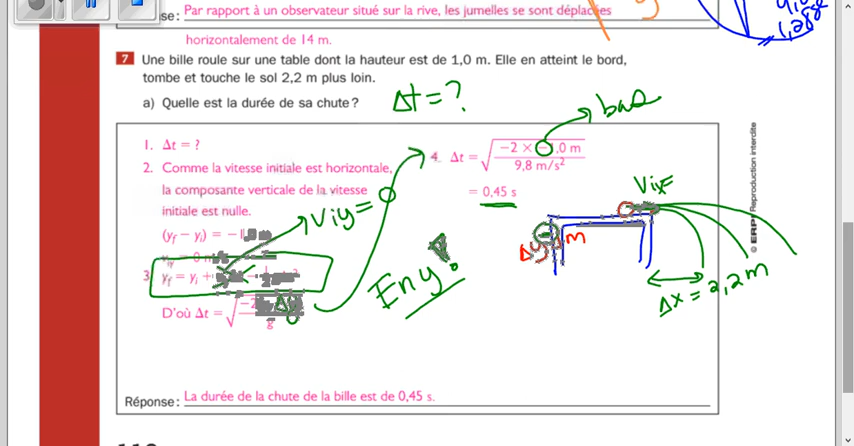 se : Par rapport à un observateur situé sur la rive, les jumelles se sont déplacées
horizontalement de 14 m.
7 Une bille roule sur une table dont la hauteur est de 1,0 m. Elle en atteint le bord,
tombe et touche le sol 2,2 m plus loin.
a) Quelle est la durée de sa chute ?
Δt = ?
bas
1. Δt = ?
2. Comme la vitesse initiale est horizontale,
la composante verticale de la vitesse
initiale est nulle.
Viy =
(yf – yi) = –
3. yf = yi +
D'où Δt = √
Δy
g
En y !
4. Δt = √ –2 × – ,0 m
9,8 m/s²
= 0,45 s
Vix=
Δy m
Δx = 2,2 m
© ERPI Reproduction interdite
Réponse : La durée de la chute de la bille est de 0,45 s.